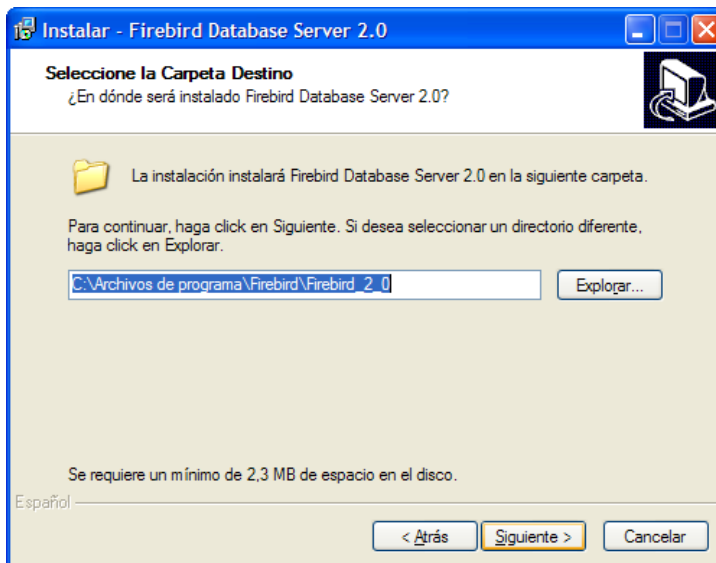 Instalar - Firebird Database Server 2.0
Seleccione la Carpeta Destino
¿En dónde será instalado Firebird Database Server 2.0?
La instalación instalará Firebird Database Server 2.0 en la siguiente carpeta.
Para continuar, haga click en Siguiente. Si desea seleccionar un directorio diferente,
haga click en Explorar.
C:\Archivos de programa\Firebird\Firebird_2_0
Explorar...
Se requiere un mínimo de 2,3 MB de espacio en el disco.
Español
< Atrás
Siguiente >
Cancelar